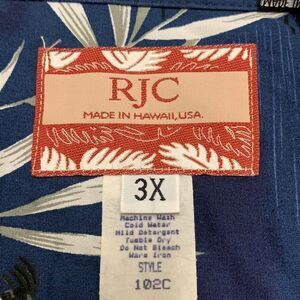 RJC
MADE IN HAWAII, USA.
3X
Machine Wash
Cold Water
Mild Detergent
Tumble Dry
Do Not Bleach
Warm Iron
STYLE
102C